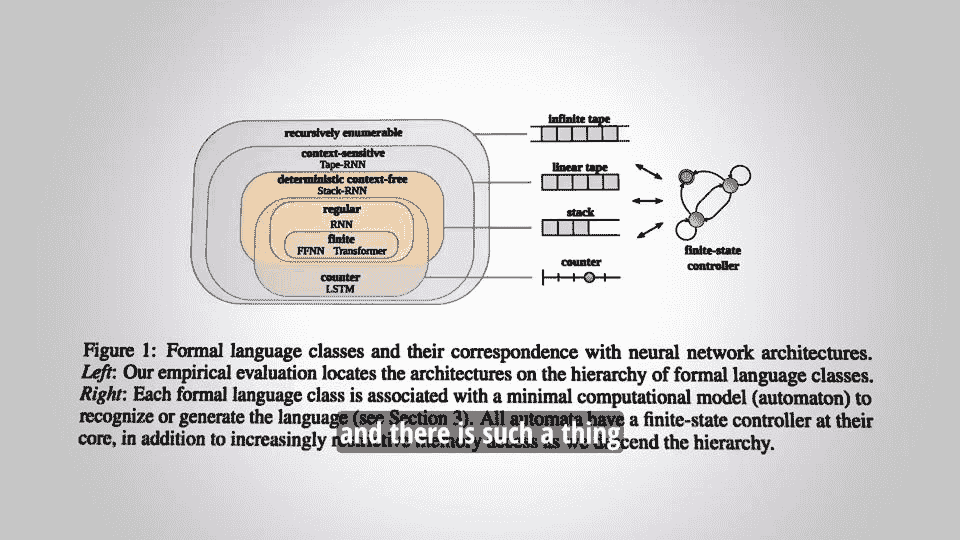 recursively enumerable
context-sensitive
Tape-RNN
deterministic context-free
Stack-RNN
regular
RNN
finite
FFNN Transformer
counter
LSTM
infinite tape
linear tape
stack
counter
finite-state
controller
Figure 1: Formal language classes and their correspondence with neural network architectures.
Left: Our empirical evaluation locates the architectures on the hierarchy of formal language classes.
Right: Each formal language class is associated with a minimal computational model (automaton) to
recognize or generate the language (see Section 3). All automata have a finite-state controller at their
core, in addition to increasingly memory as we cend the hierarchy.
and there is such a thing